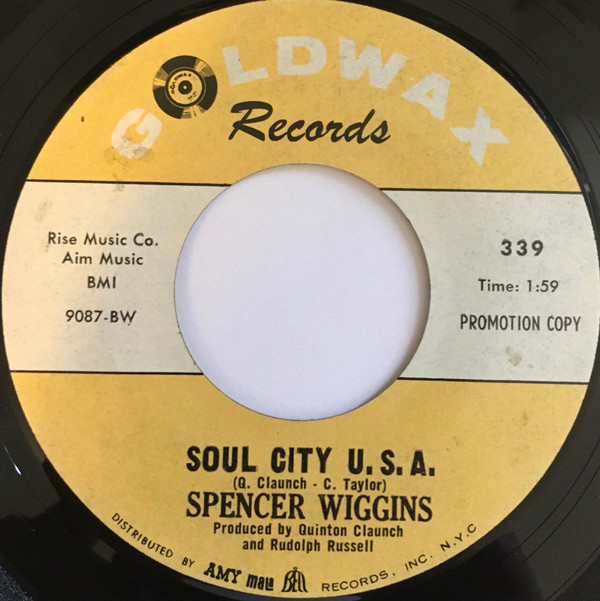 GOLDWAX
Records
Rise Music Co.
Aim Music
BMI
9087-BW
339
Time: 1:59
PROMOTION COPY
SOUL CITY U.S.A.
(Q. Claunch - C. Taylor)
SPENCER WIGGINS
Produced by Quinton Claunch
and Rudolph Russell
DISTRIBUTED BY AMY mala BELL RECORDS, INC. N.Y.C